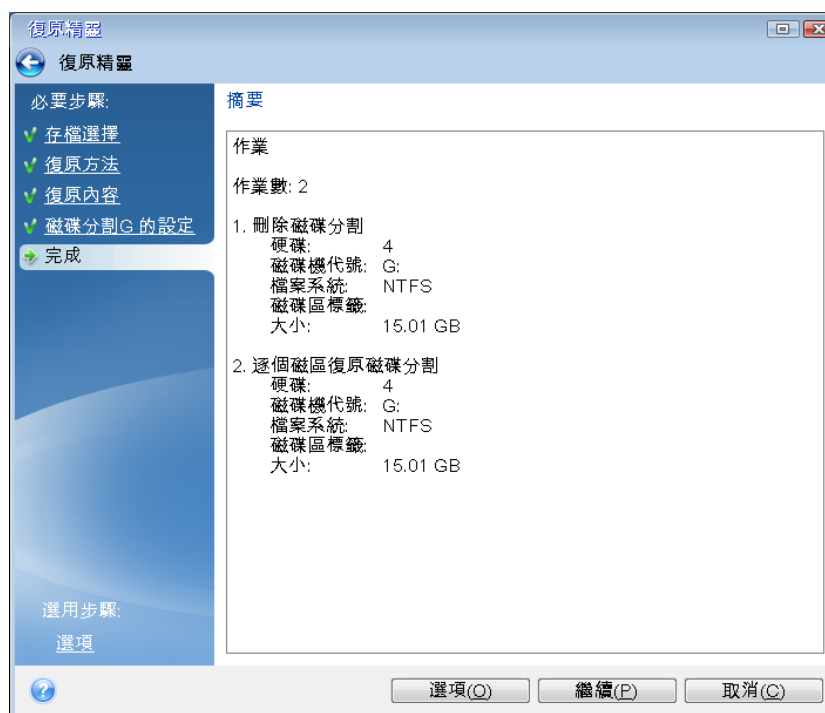 復原精靈
復原精靈
必要步驟:
存檔選擇
復原方法
復原內容
磁碟分割G 的設定
完成
選用步驟:
選項
摘要
作業
作業數: 2
1. 刪除磁碟分割
硬碟: 4
磁碟機代號: G:
檔案系統: NTFS
磁碟區標籤:
大小: 15.01 GB
2. 逐個磁區復原磁碟分割
硬碟: 4
磁碟機代號: G:
檔案系統: NTFS
磁碟區標籤:
大小: 15.01 GB
選項(O)
繼續(P)
取消(C)